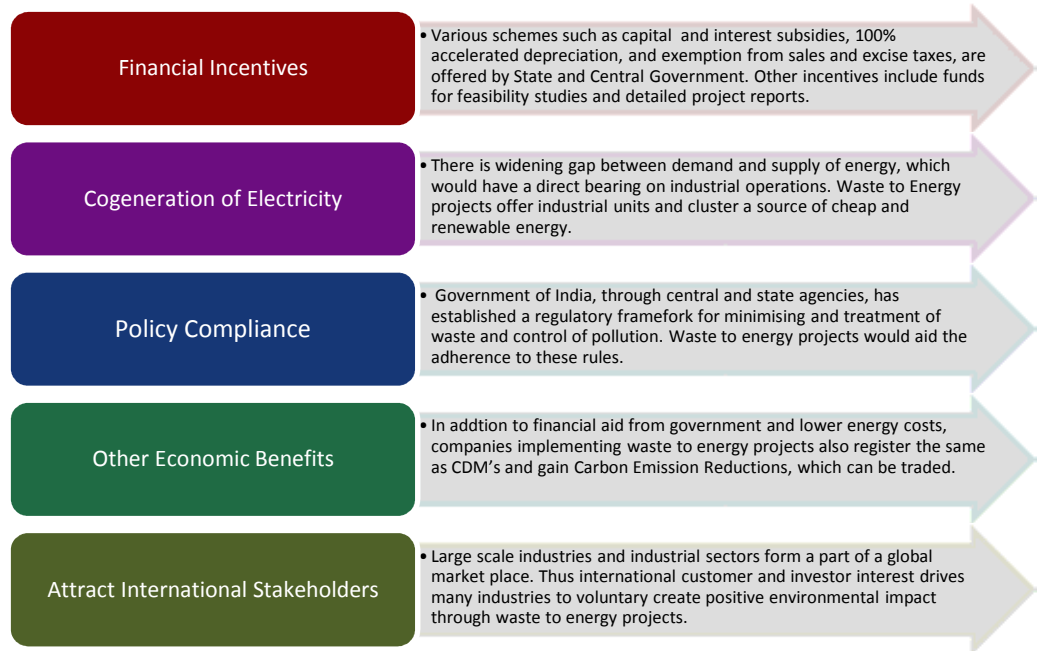 Financial Incentives
• Various schemes such as capital and interest subsidies, 100%
accelerated depreciation, and exemption from sales and excise taxes, are
offered by State and Central Government. Other incentives include funds
for feasibility studies and detailed project reports.
Cogeneration of Electricity
• There is widening gap between demand and supply of energy, which
would have a direct bearing on industrial operations. Waste to Energy
projects offer industrial units and cluster a source of cheap and
renewable energy.
Policy Compliance
• Government of India, through central and state agencies, has
established a regulatory framefork for minimising and treatment of
waste and control of pollution. Waste to energy projects would aid the
adherence to these rules.
Other Economic Benefits
• In addtion to financial aid from government and lower energy costs,
companies implementing waste to energy projects also register the same
as CDM's and gain Carbon Emission Reductions, which can be traded.
Attract International Stakeholders
• Large scale industries and industrial sectors form a part of a global
market place. Thus international customer and investor interest drives
many industries to voluntary create positive environmental impact
through waste to energy projects.